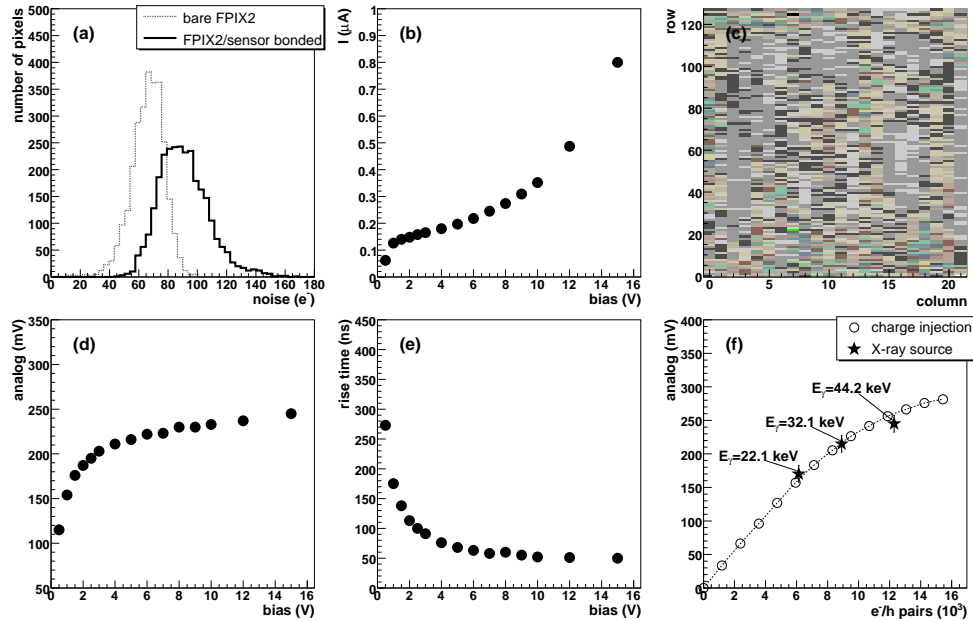 number of pixels
500
450
400
350
300
250
200
150
100
50
0
(a)
bare FPIX2
FPIX2/sensor bonded
0 20 40 60 80 100 120 140 160 180
noise (e⁻)
I (µA)
1
0.9
0.8
0.7
0.6
0.5
0.4
0.3
0.2
0.1
0
(b)
0 2 4 6 8 10 12 14 16
bias (V)
row
120
100
80
60
40
20
0
(c)
0 5 10 15 20
column
analog (mV)
350
300
250
200
150
100
50
(d)
0 2 4 6 8 10 12 14 16
bias (V)
rise time (ns)
400
350
300
250
200
150
100
50
0
(e)
0 2 4 6 8 10 12 14 16
bias (V)
analog (mV)
400
350
300
250
200
150
100
50
0
(f)
charge injection
X-ray source
Eγ=44.2 keV
Eγ=32.1 keV
Eγ=22.1 keV
0 2 4 6 8 10 12 14 16
e⁻/h pairs (10³)